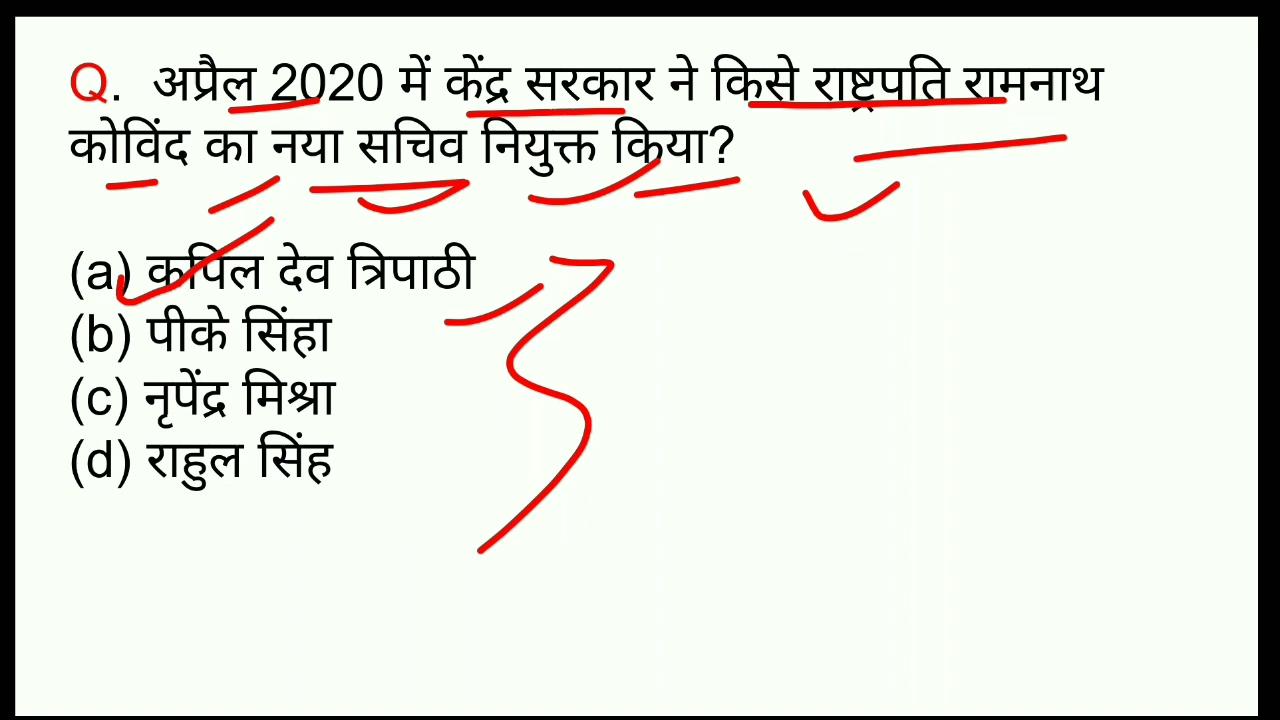 Q. अप्रैल 2020 में केंद्र सरकार ने किसे राष्ट्रपति रामनाथ
कोविंद का नया सचिव नियुक्त किया?
(a) कपिल देव त्रिपाठी
(b) पीके सिंहा
(c) नृपेंद्र मिश्रा
(d) राहुल सिंह